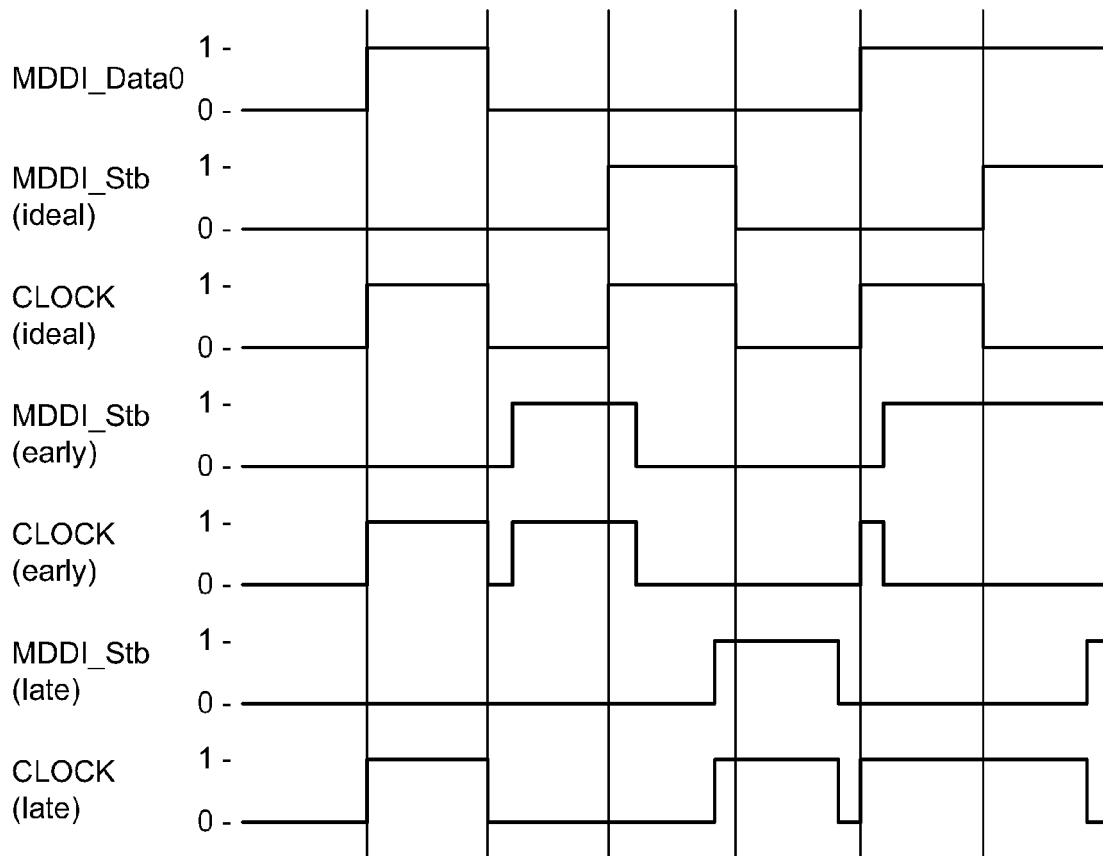 1 -
MDDI_Data0
0 -
1 -
MDDI_Stb
(ideal)
0 -
1 -
CLOCK
(ideal)
0 -
1 -
MDDI_Stb
(early)
0 -
1 -
CLOCK
(early)
0 -
1 -
MDDI_Stb
(late)
0 -
1 -
CLOCK
(late)
0 -